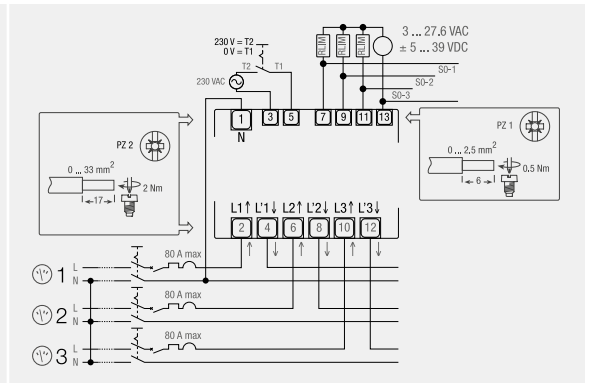 230 V = T2
0 V = T1
T2 T1
230 VAC
RLIM RLIM RLIM
3 ... 27.6 VAC
± 5 ... 39 VDC
S0-1
S0-2
S0-3
1 3 5 7 9 11 13
N
PZ 2
0 ... 33 mm²
2 Nm
17
PZ 1
0 ... 2.5 mm²
0.5 Nm
6
L1↑ L'1↓ L2↑ L'2↓ L3↑ L'3↓
2 4 6 8 10 12
80 A max
1 L
N
80 A max
2 L
N
80 A max
3 L
N